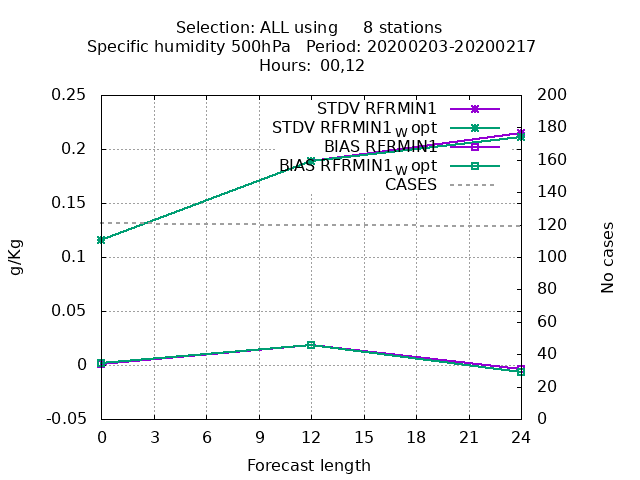 Selection: ALL using 8 stations
Specific humidity 500hPa Period: 20200203-20200217
Hours: 00,12
0.25
0.2
0.15
0.1
0.05
0
-0.05
g/Kg
STDV RFRMIN1
STDV RFRMIN1W opt
BIAS RFRMIN1
BIAS RFRMIN1W opt
CASES
200
180
160
140
120
100
80
60
40
20
0
No cases
0 3 6 9 12 15 18 21 24
Forecast length